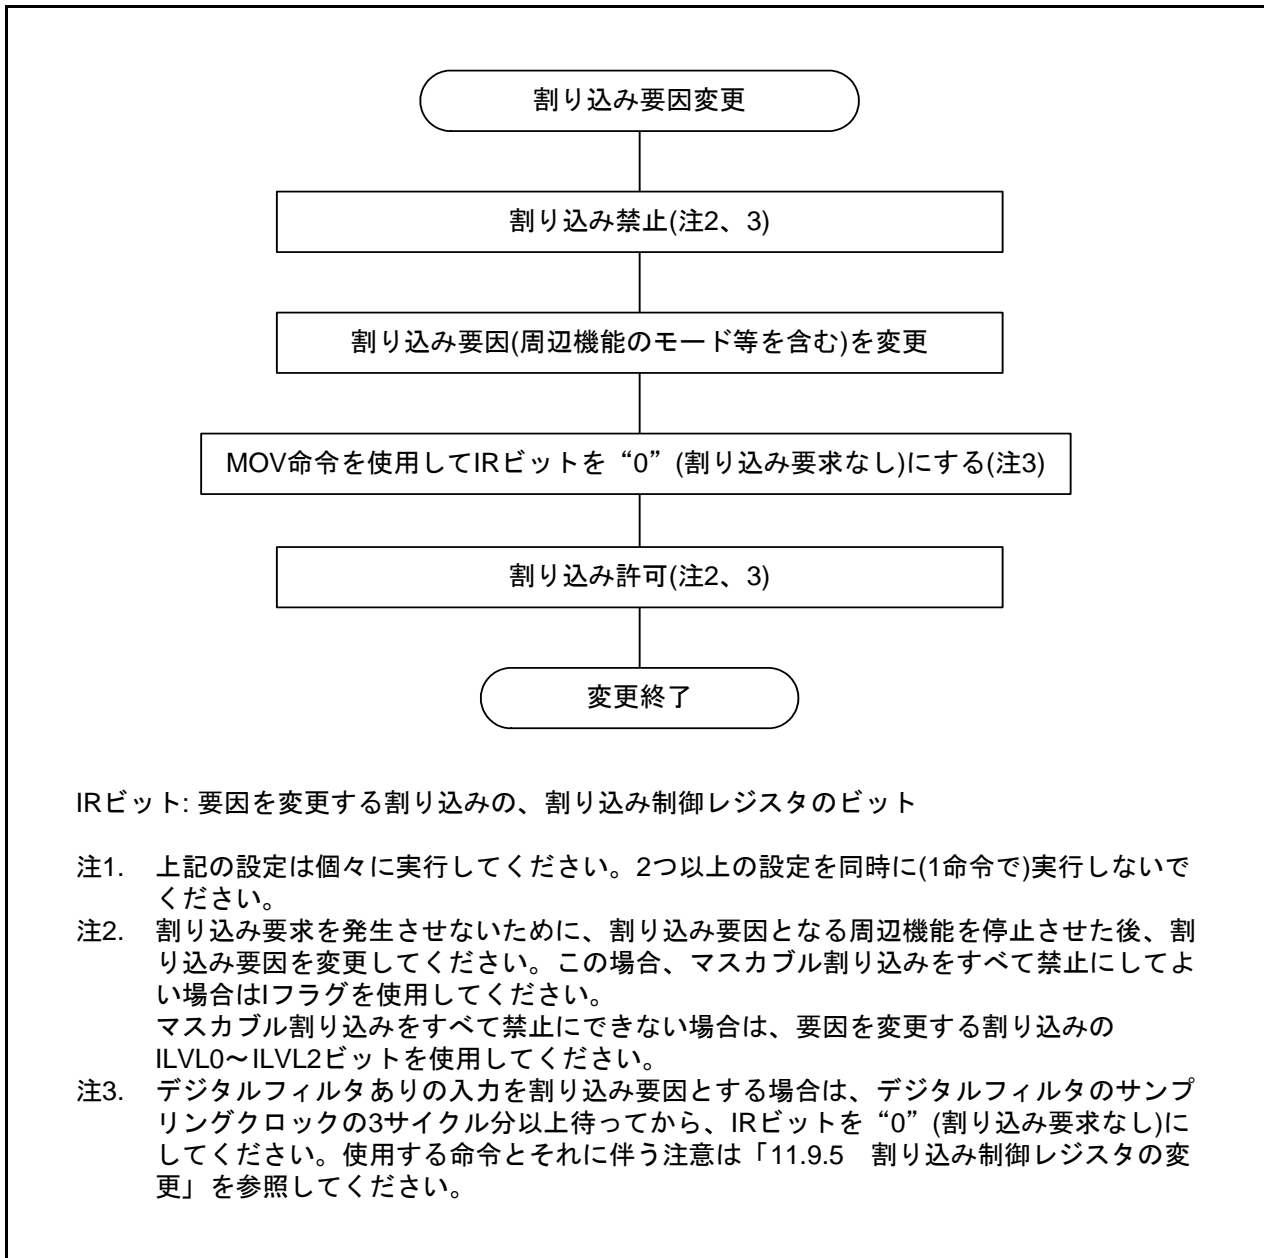 割り込み要因変更
割り込み禁止(注2、3)
割り込み要因(周辺機能のモード等を含む)を変更
MOV命令を使用してIRビットを“0”(割り込み要求なし)にする(注3)
割り込み許可(注2、3)
変更終了
IRビット: 要因を変更する割り込みの、割り込み制御レジスタのビット
注1. 上記の設定は個々に実行してください。2つ以上の設定を同時に(1命令で)実行しないで
ください。
注2. 割り込み要求を発生させないために、割り込み要因となる周辺機能を停止させた後、割
り込み要因を変更してください。この場合、マスカブル割り込みをすべて禁止にしてよ
い場合はIフラグを使用してください。
マスカブル割り込みをすべて禁止にできない場合は、要因を変更する割り込みの
ILVL0～ILVL2ビットを使用してください。
注3. デジタルフィルタありの入力を割り込み要因とする場合は、デジタルフィルタのサンプ
リングクロックの3サイクル分以上待ってから、IRビットを“0”(割り込み要求なし)に
してください。使用する命令とそれに伴う注意は「11.9.5 割り込み制御レジスタの変
更」を参照してください。